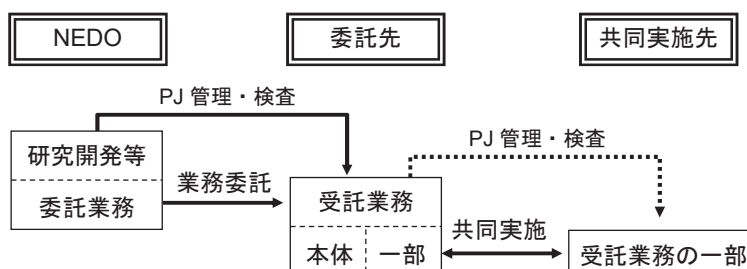 NEDO
委託先
共同実施先
PJ 管理・検査
PJ 管理・検査
研究開発等
委託業務
業務委託
受託業務
本体
一部
共同実施
受託業務の一部